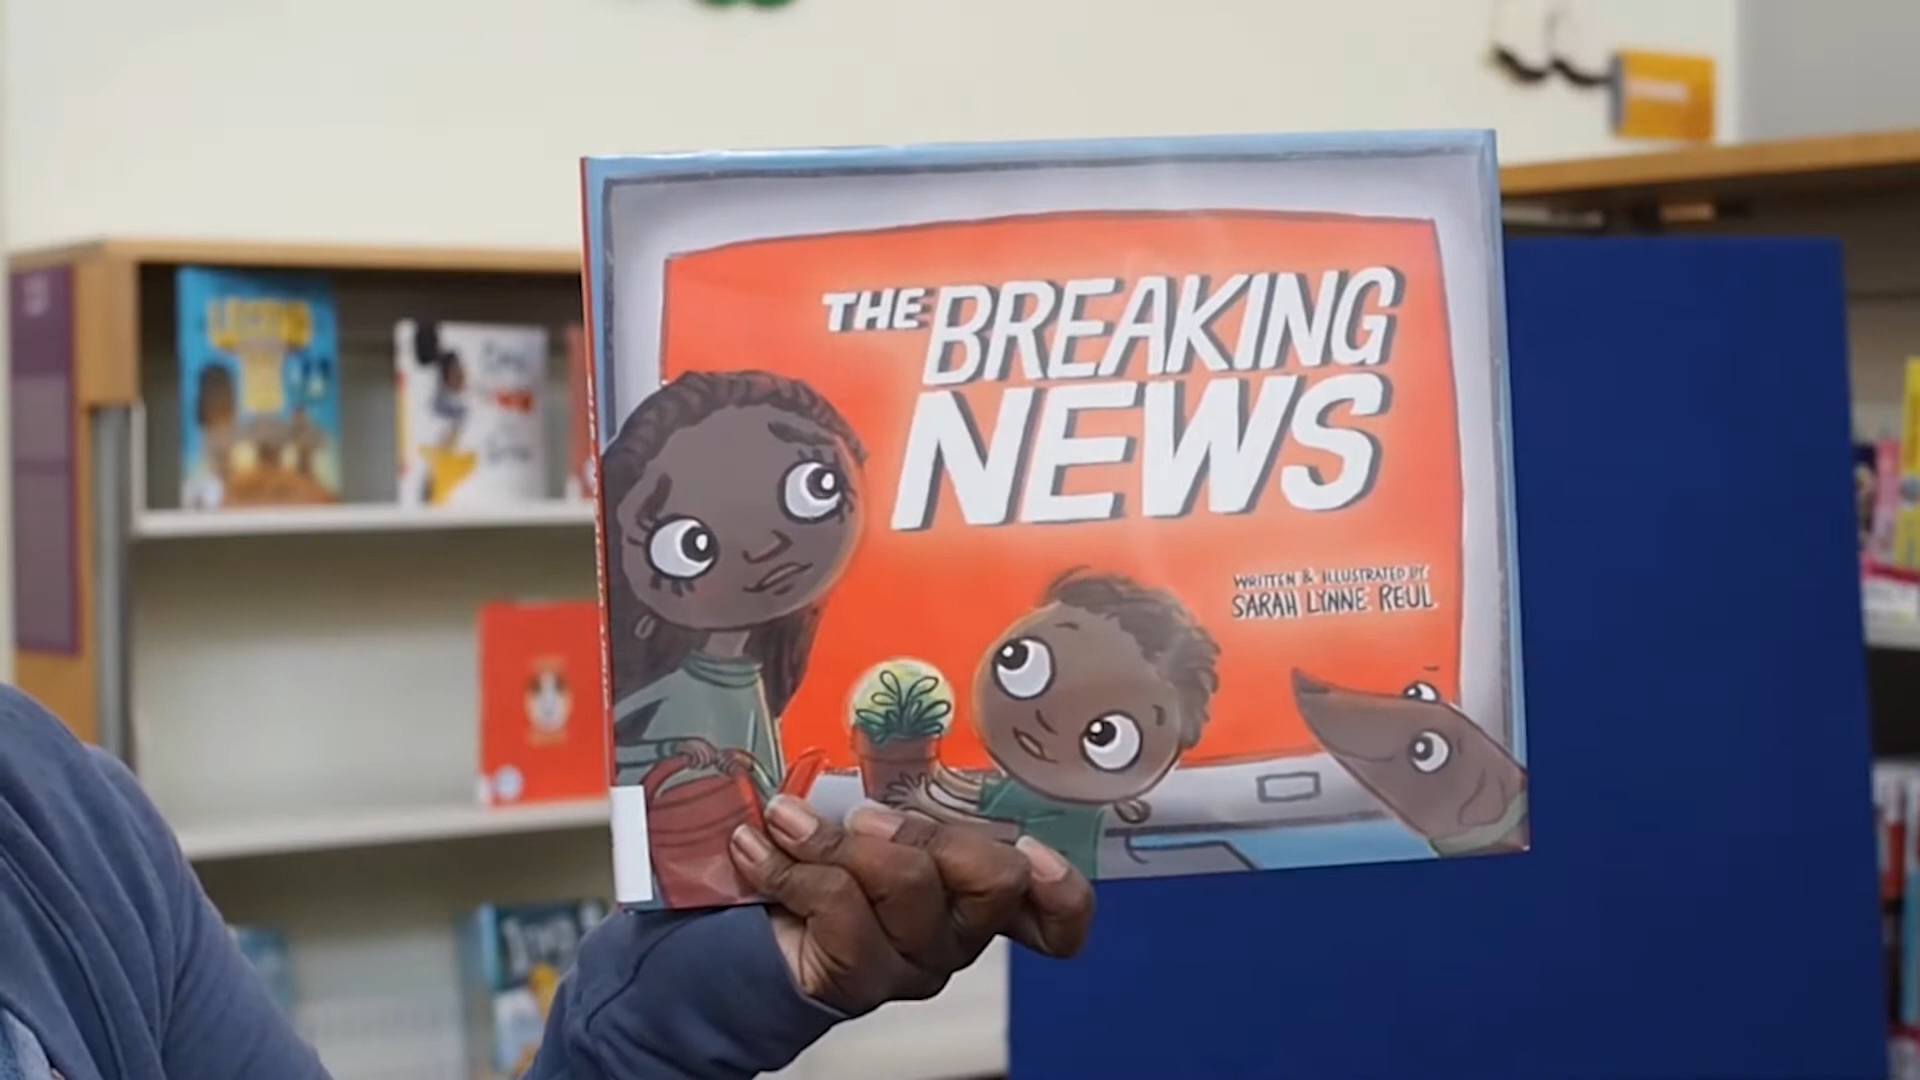 THE BREAKING
NEWS
WRITTEN & ILLUSTRATED BY
SARAH LYNNE REUL